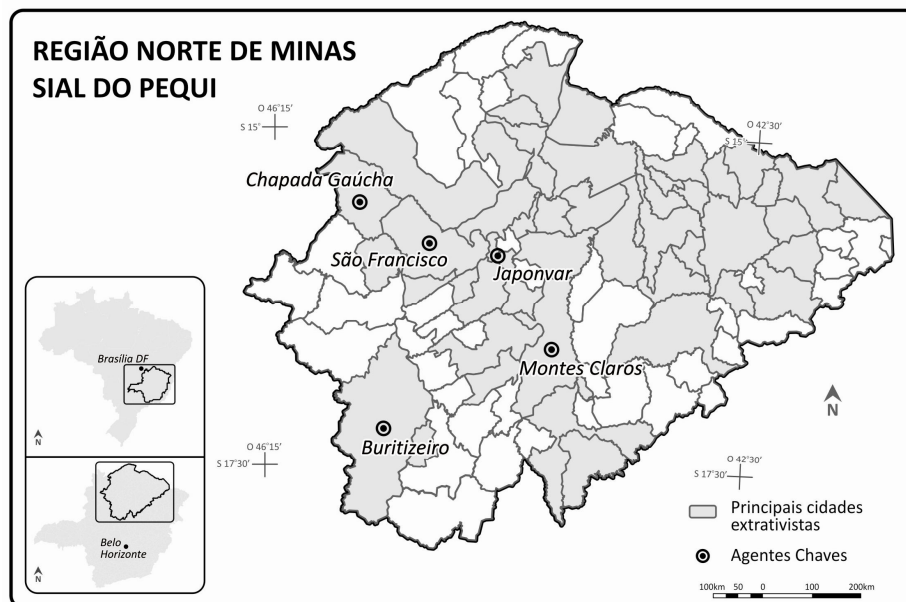 REGIÃO NORTE DE MINAS
SIAL DO PEQUI
O 46°15'
S 15°
O 42°30'
S 15°
Chapada Gaúcha
São Francisco
Japonvar
Montes Claros
Buritizeiro
Brasília DF
N
N
Belo
Horizonte
N
O 46°15'
S 17°30'
O 42°30'
S 17°30'
Principais cidades
extrativistas
Agentes Chaves
100km 50 0 100 200km